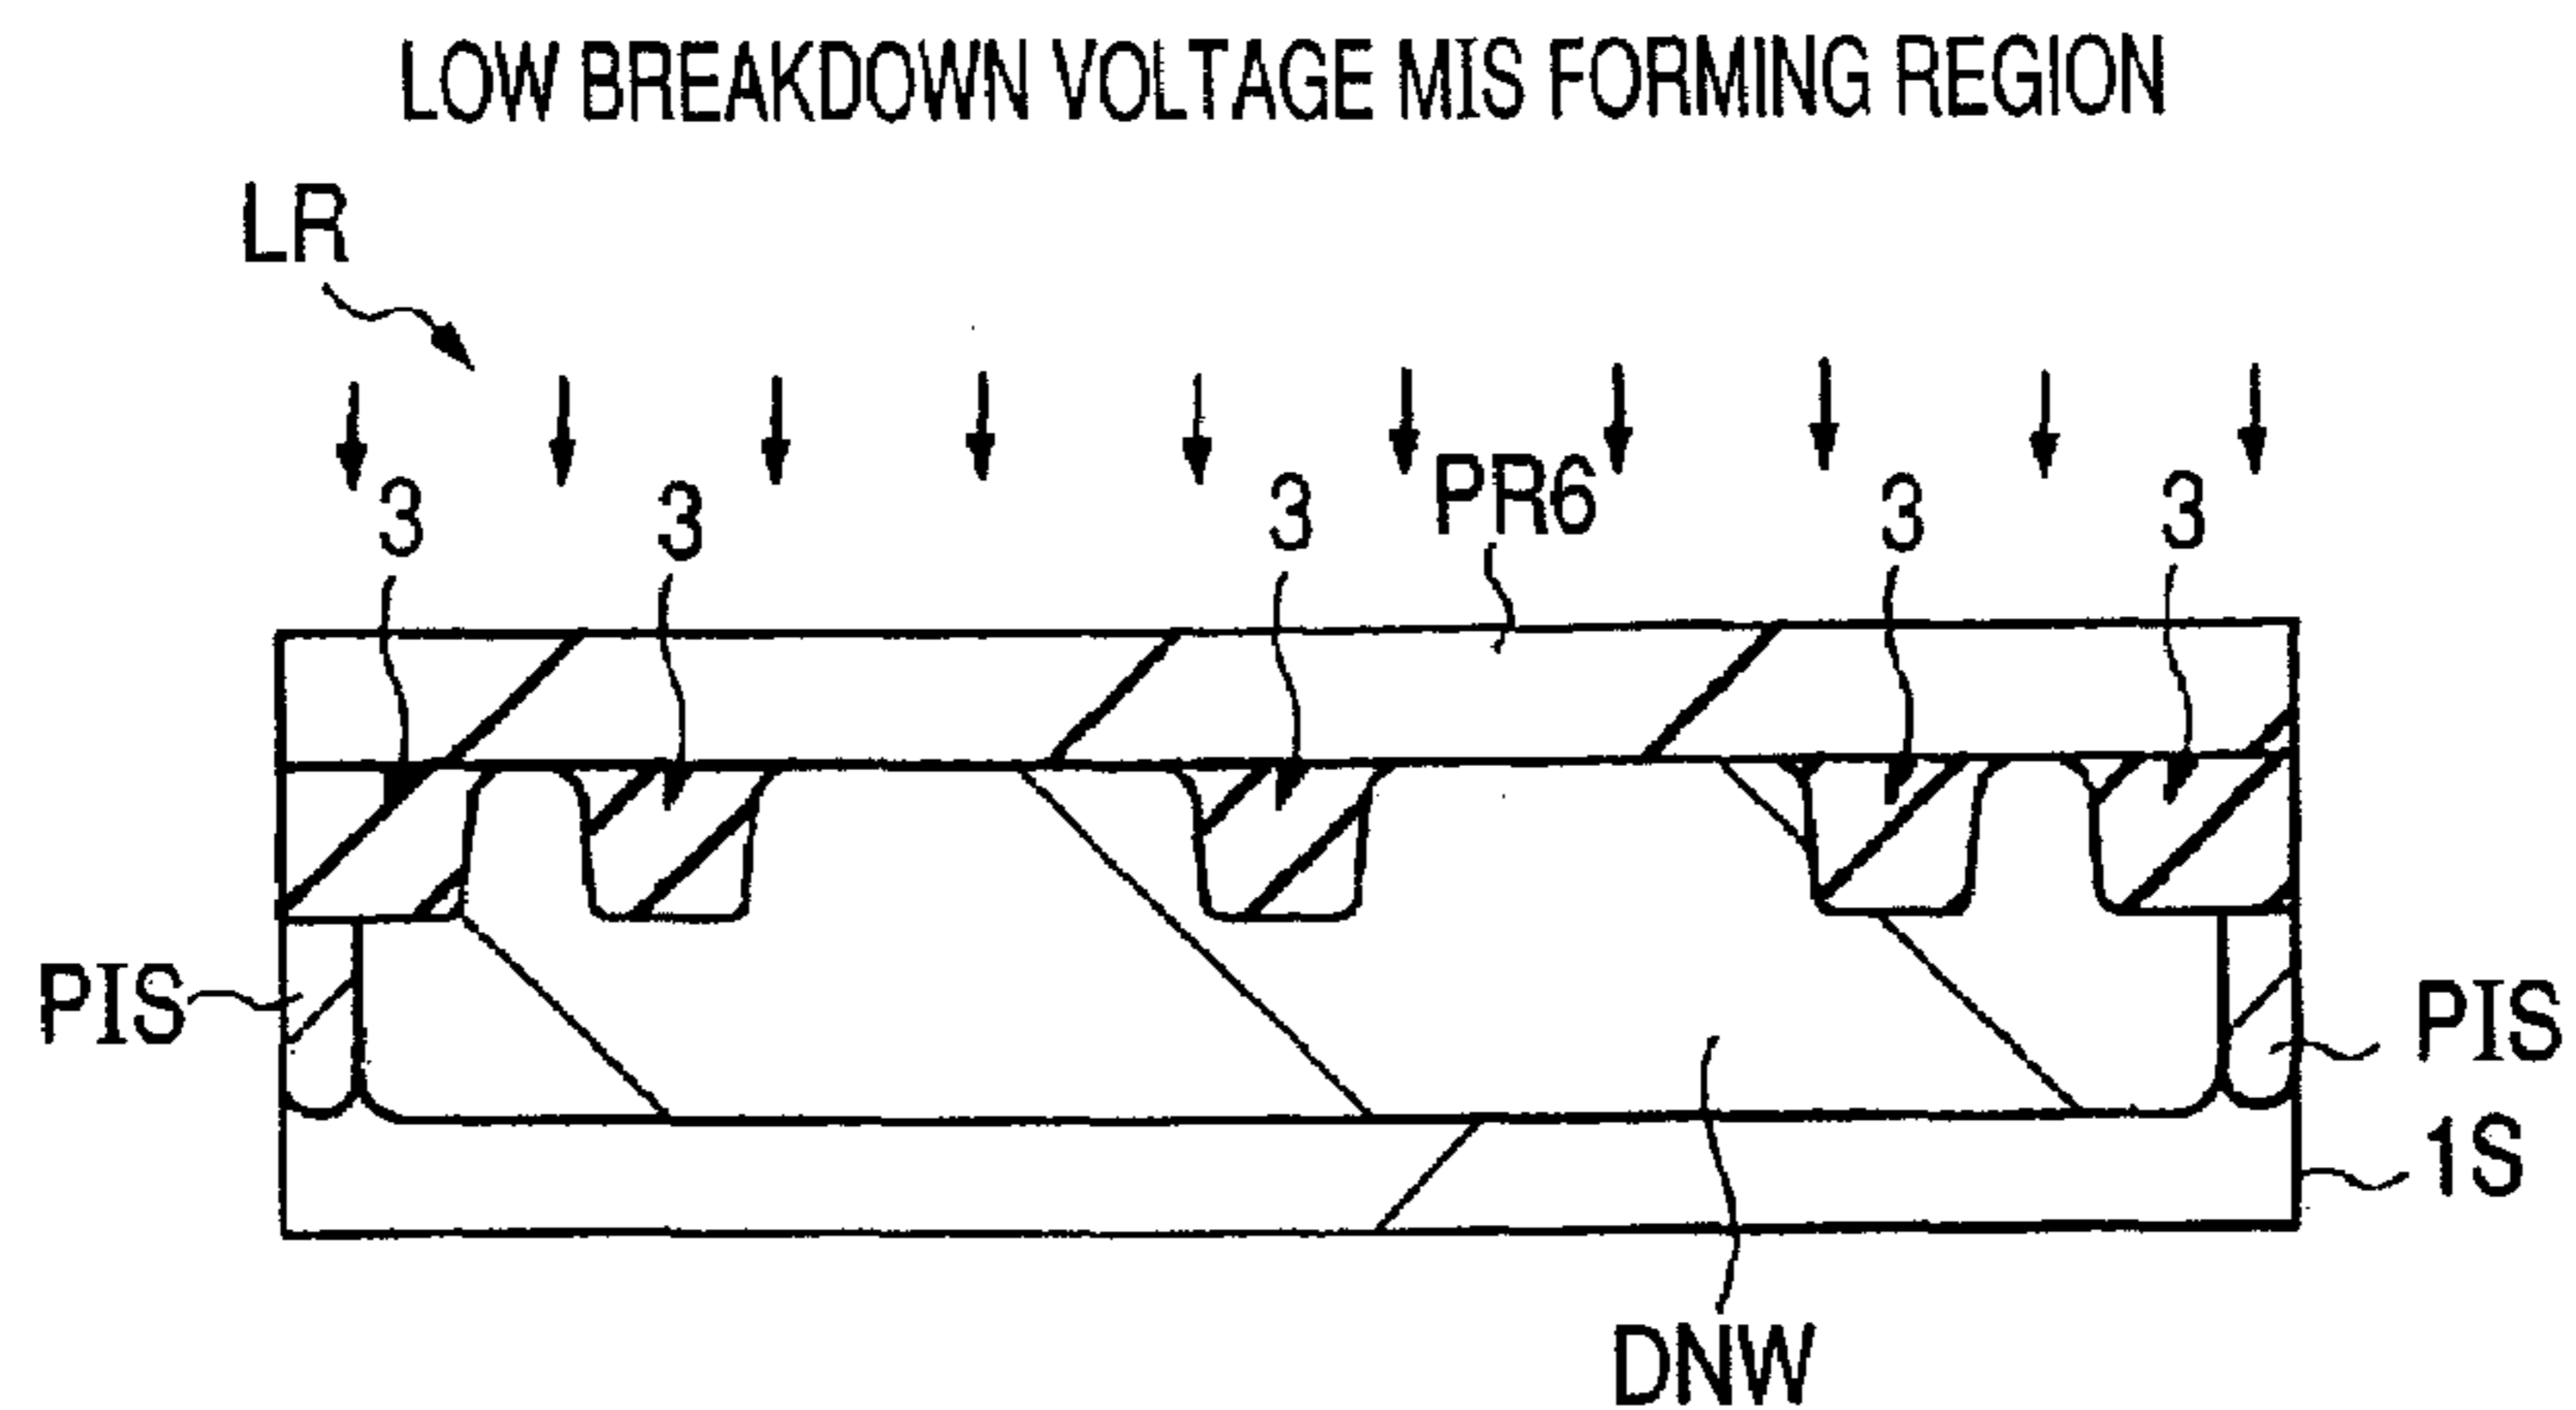 LOW BREAKDOWN VOLTAGE MIS FORMING REGION
LR
3 3 3 PR6 3 3
PIS PIS
1S
DNW